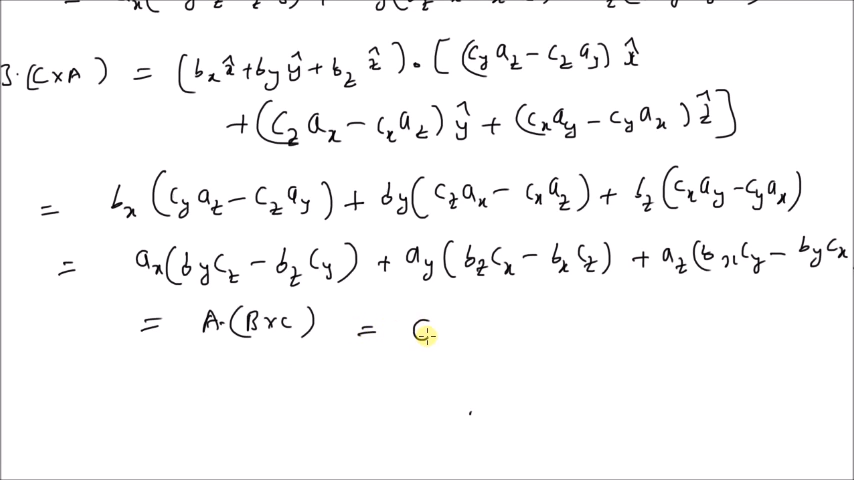 B·(C×A) = (bₓ x̂ + b_y ŷ + b_z ẑ)·[(c_y a_z − c_z a_y) x̂
+ (c_z aₓ − cₓ a_z) ŷ + (cₓ a_y − c_y aₓ) ẑ]
= bₓ (c_y a_z − c_z a_y) + b_y (c_z aₓ − cₓ a_z) + b_z (cₓ a_y − c_y aₓ)
= aₓ (b_y c_z − b_z c_y) + a_y (b_z cₓ − bₓ c_z) + a_z (bₓ c_y − b_y cₓ
= A·(B×C) = C